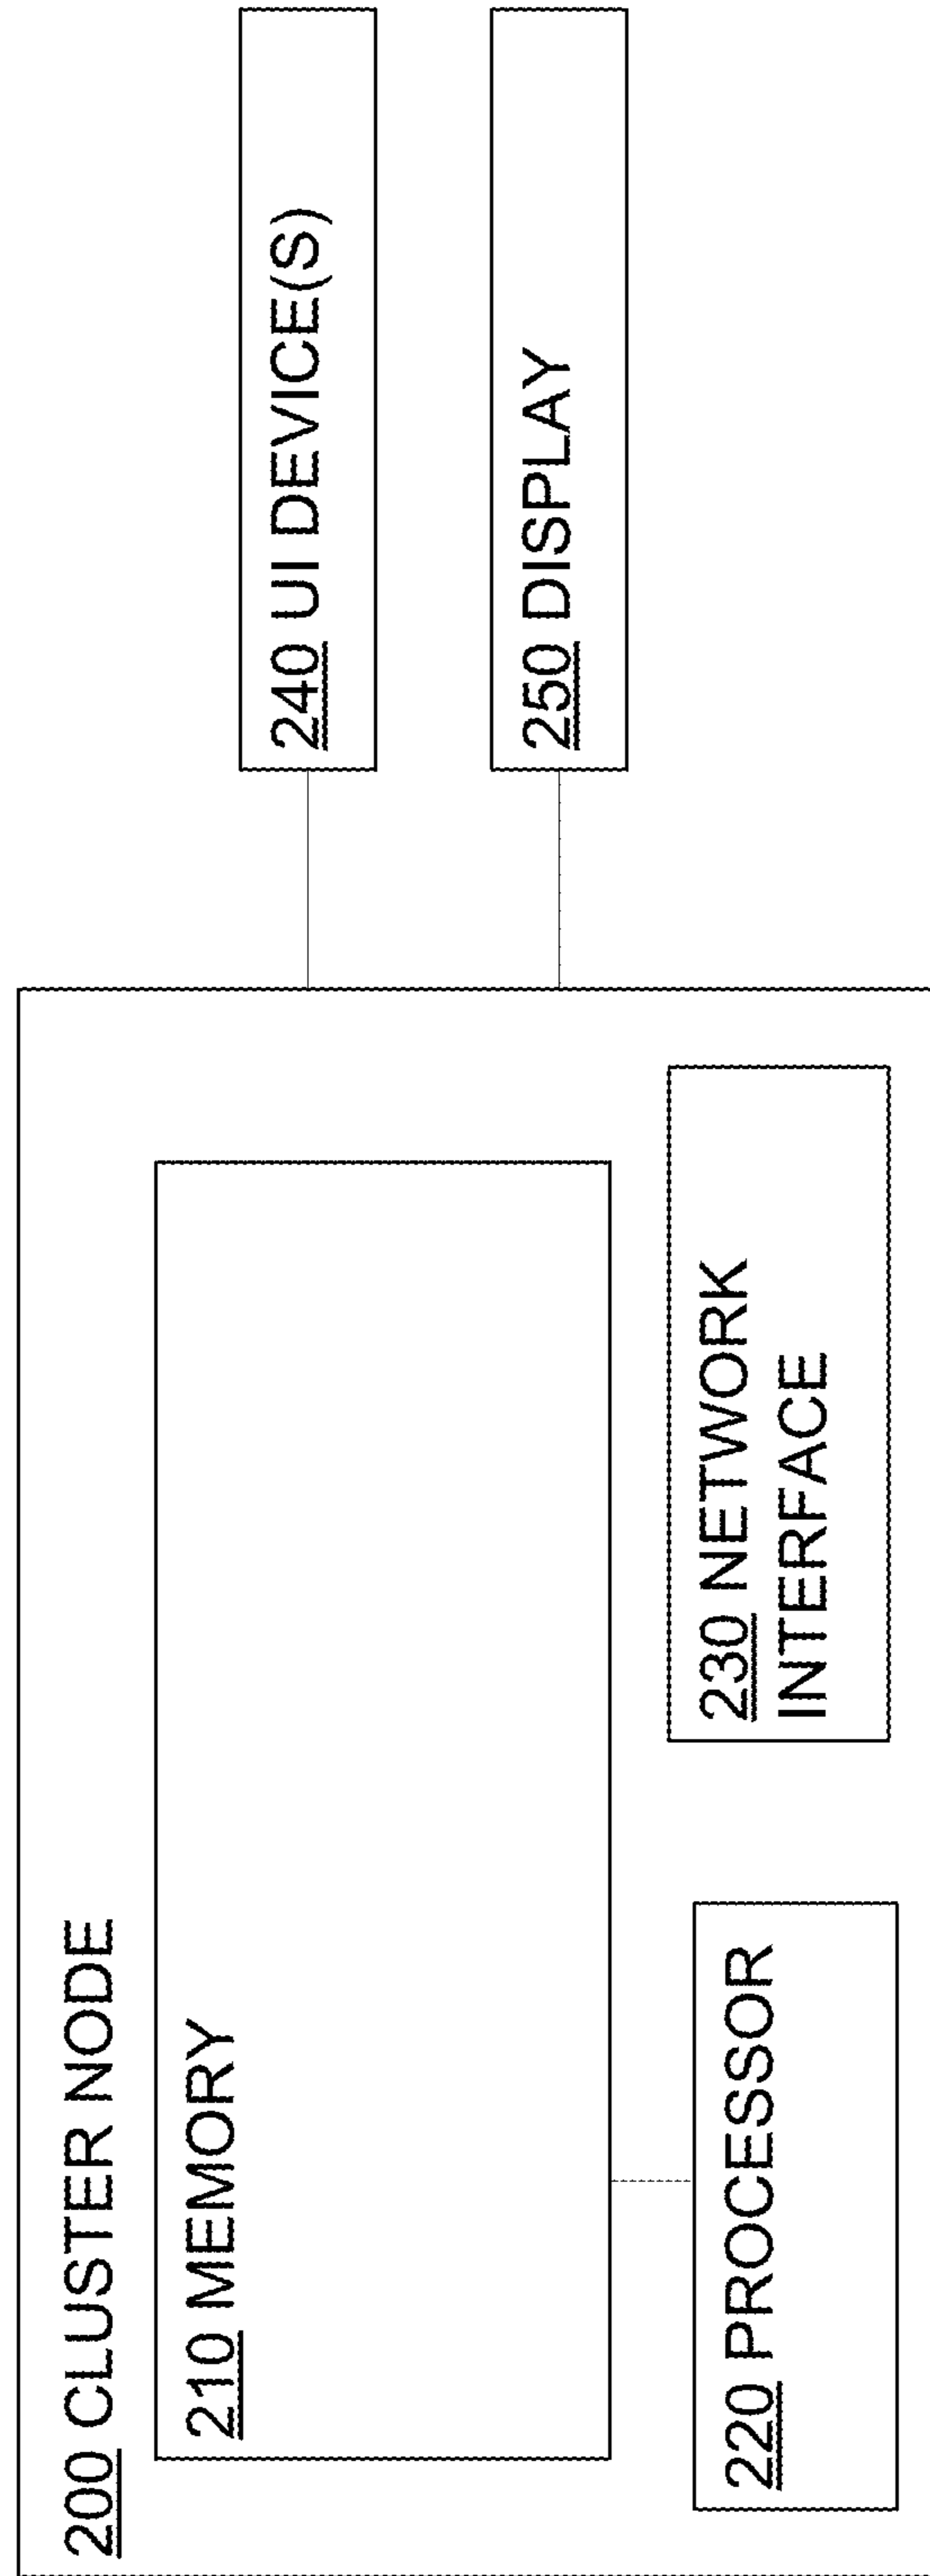 200 CLUSTER NODE
210 MEMORY
220 PROCESSOR
230 NETWORK
INTERFACE
240 UI DEVICE(S)
250 DISPLAY